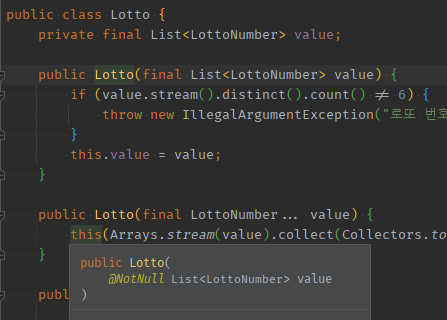 public class Lotto {
private final List<LottoNumber> value;
public Lotto(final List<LottoNumber> value) {
if (value.stream().distinct().count() ≠ 6) {
throw new IllegalArgumentException("로또 번호
}
this.value = value;
}
public Lotto(final LottoNumber... value) {
this(Arrays.stream(value).collect(Collectors.to
}
public Lotto(
@NotNull List<LottoNumber> value
)
pub